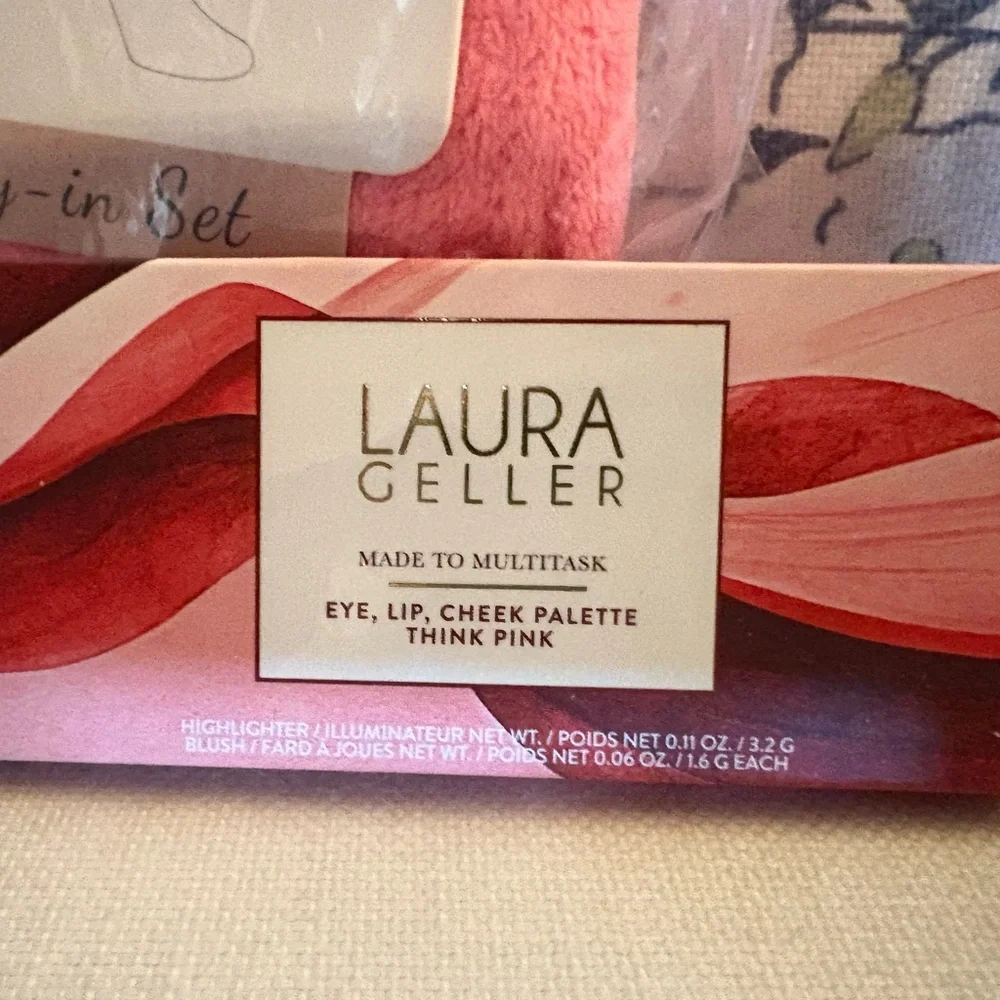 -in Set
LAURA
GELLER
MADE TO MULTITASK
EYE, LIP, CHEEK PALETTE
THINK PINK
HIGHLIGHTER / ILLUMINATEUR NET WT. / POIDS NET 0.11 OZ. / 3.2 G
BLUSH / FARD À JOUES NET WT. / POIDS NET 0.06 OZ. / 1.6 G EACH